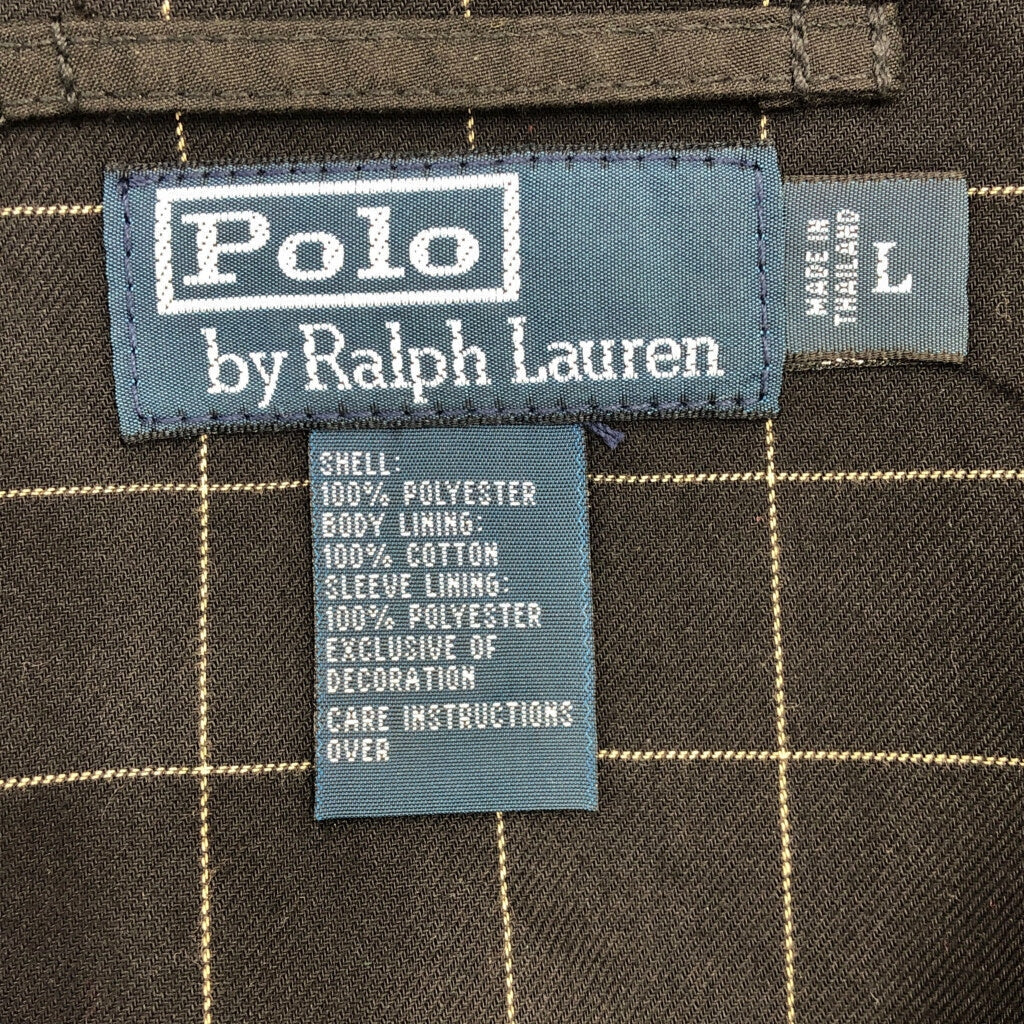 Polo
by Ralph Lauren
MADE IN
THAILAND
L
SHELL:
100% POLYESTER
BODY LINING:
100% COTTON
SLEEVE LINING:
100% POLYESTER
EXCLUSIVE OF
DECORATION
CARE INSTRUCTIONS
OVER